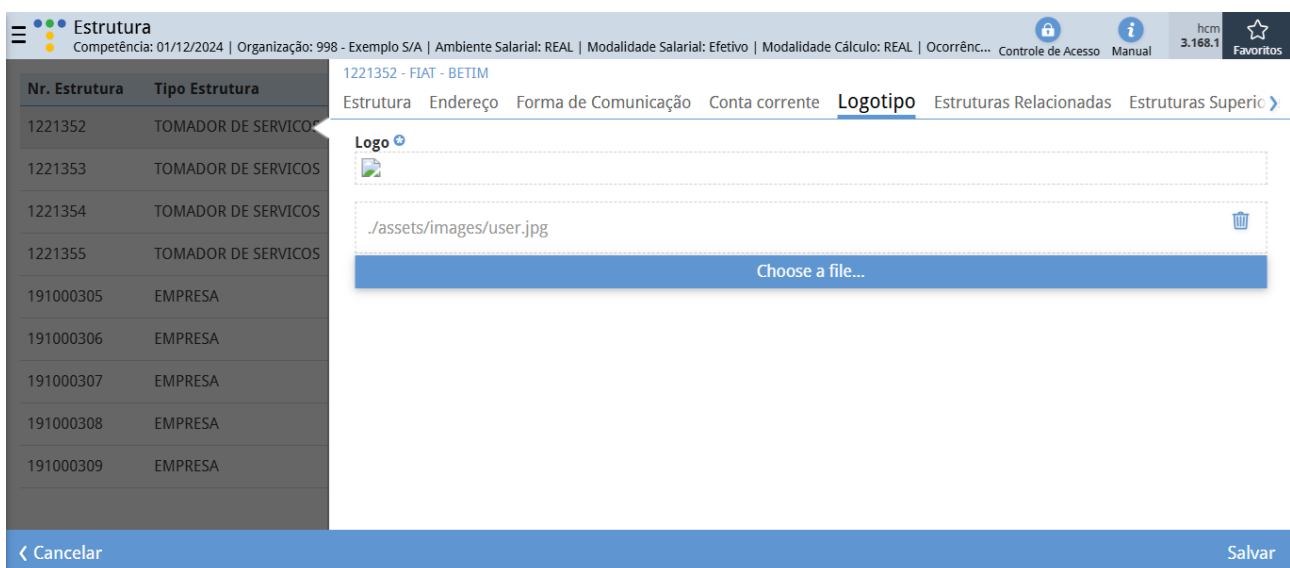 Estrutura
Competência: 01/12/2024 | Organização: 998 - Exemplo S/A | Ambiente Salarial: REAL | Modalidade Salarial: Efetivo | Modalidade Cálculo: REAL | Ocorrênc...
Controle de Acesso
Manual
hcm
3.168.1
Favoritos
Nr. Estrutura Tipo Estrutura
1221352 TOMADOR DE SERVICOS
1221353 TOMADOR DE SERVICOS
1221354 TOMADOR DE SERVICOS
1221355 TOMADOR DE SERVICOS
191000305 EMPRESA
191000306 EMPRESA
191000307 EMPRESA
191000308 EMPRESA
191000309 EMPRESA
1221352 - FIAT - BETIM
Estrutura Endereço Forma de Comunicação Conta corrente Logotipo Estruturas Relacionadas Estruturas Superio
Logo
./assets/images/user.jpg
Choose a file...
Cancelar
Salvar